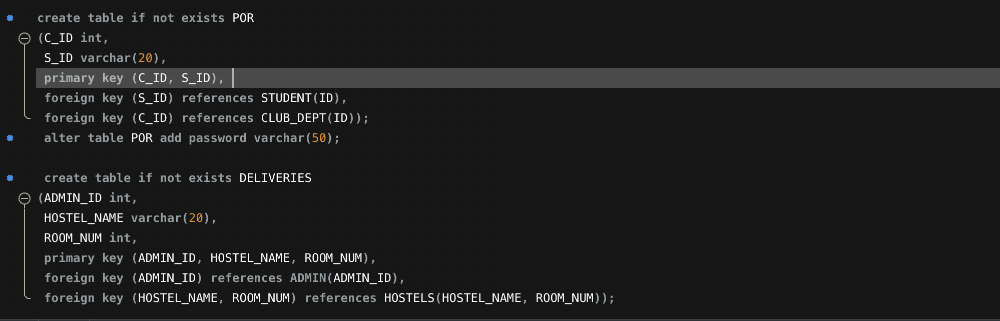 create table if not exists POR
(C_ID int,
S_ID varchar(20),
primary key (C_ID, S_ID),
foreign key (S_ID) references STUDENT(ID),
foreign key (C_ID) references CLUB_DEPT(ID));
alter table POR add password varchar(50);
create table if not exists DELIVERIES
(ADMIN_ID int,
HOSTEL_NAME varchar(20),
ROOM_NUM int,
primary key (ADMIN_ID, HOSTEL_NAME, ROOM_NUM),
foreign key (ADMIN_ID) references ADMIN(ADMIN_ID),
foreign key (HOSTEL_NAME, ROOM_NUM) references HOSTELS(HOSTEL_NAME, ROOM_NUM));